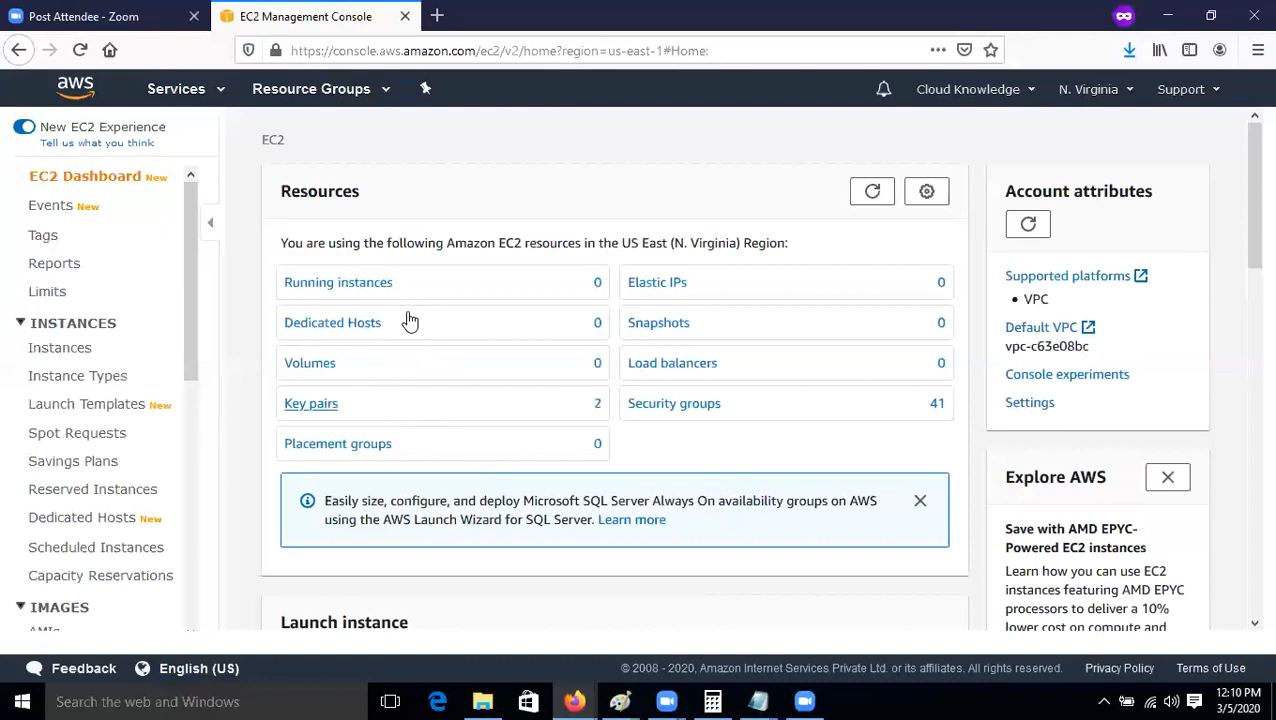 Post Attendee - Zoom
EC2 Management Console
https://console.aws.amazon.com/ec2/v2/home?region=us-east-1#Home:
aws
Services
Resource Groups
Cloud Knowledge
N. Virginia
Support
New EC2 Experience
Tell us what you think
EC2 Dashboard New
Events New
Tags
Reports
Limits
INSTANCES
Instances
Instance Types
Launch Templates New
Spot Requests
Savings Plans
Reserved Instances
Dedicated Hosts New
Scheduled Instances
Capacity Reservations
IMAGES
AMIs
EC2
Resources
You are using the following Amazon EC2 resources in the US East (N. Virginia) Region:
Running instances 0
Elastic IPs 0
Dedicated Hosts 0
Snapshots 0
Volumes 0
Load balancers 0
Key pairs 2
Security groups 41
Placement groups 0
Easily size, configure, and deploy Microsoft SQL Server Always On availability groups on AWS
using the AWS Launch Wizard for SQL Server. Learn more
Launch instance
Account attributes
Supported platforms
• VPC
Default VPC
vpc-c63e08bc
Console experiments
Settings
Explore AWS
Save with AMD EPYC-
Powered EC2 instances
Learn how you can use EC2
instances featuring AMD EPYC
processors to deliver a 10%
lower cost on compute and
Feedback
English (US)
© 2008 - 2020, Amazon Internet Services Private Ltd. or its affiliates. All rights reserved.
Privacy Policy
Terms of Use
Search the web and Windows
12:10 PM
3/5/2020